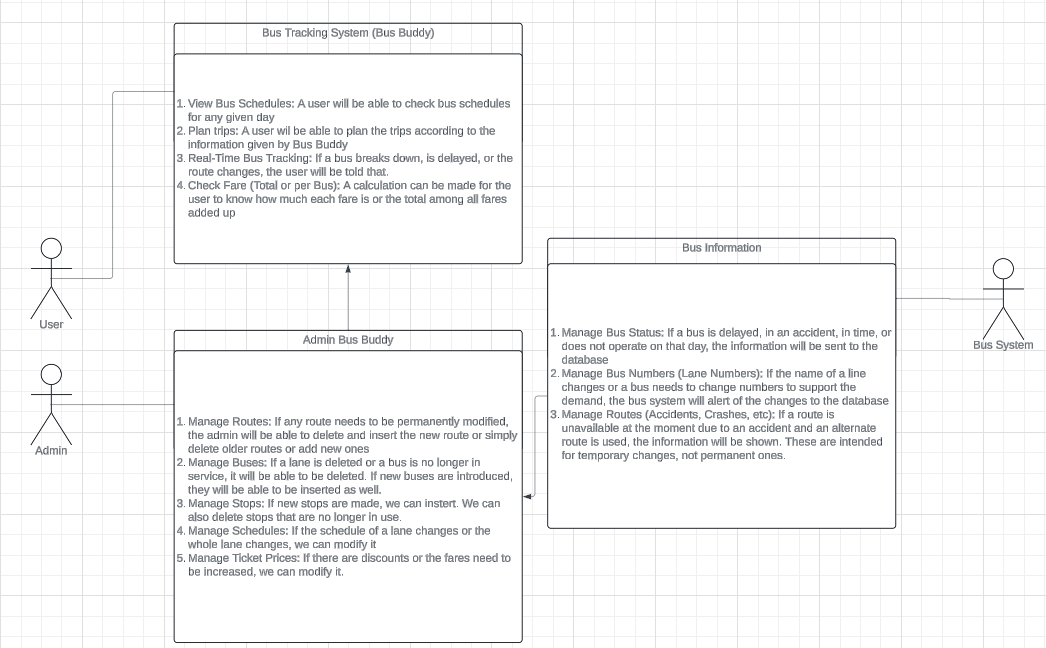 Bus Tracking System (Bus Buddy)
1. View Bus Schedules: A user will be able to check bus schedules
for any given day
2. Plan trips: A user wil be able to plan the trips according to the
information given by Bus Buddy
3. Real-Time Bus Tracking: If a bus breaks down, is delayed, or the
route changes, the user will be told that.
4. Check Fare (Total or per Bus): A calculation can be made for the
user to know how much each fare is or the total among all fares
added up
User
Admin
Admin Bus Buddy
1. Manage Routes: If any route needs to be permanently modified,
the admin will be able to delete and insert the new route or simply
delete older routes or add new ones
2. Manage Buses: If a lane is deleted or a bus is no longer in
service, it will be able to be deleted. If new buses are introduced,
they will be able to be inserted as well.
3. Manage Stops: If new stops are made, we can instert. We can
also delete stops that are no longer in use.
4. Manage Schedules: If the schedule of a lane changes or the
whole lane changes, we can modify it
5. Manage Ticket Prices: If there are discounts or the fares need to
be increased, we can modify it.
Bus Information
1. Manage Bus Status: If a bus is delayed, in an accident, in time, or
does not operate on that day, the information will be sent to the
database
2. Manage Bus Numbers (Lane Numbers): If the name of a line
changes or a bus needs to change numbers to support the
demand, the bus system will alert of the changes to the database
3. Manage Routes (Accidents, Crashes, etc): If a route is
unavailable at the moment due to an accident and an alternate
route is used, the information will be shown. These are intended
for temporary changes, not permanent ones.
Bus System